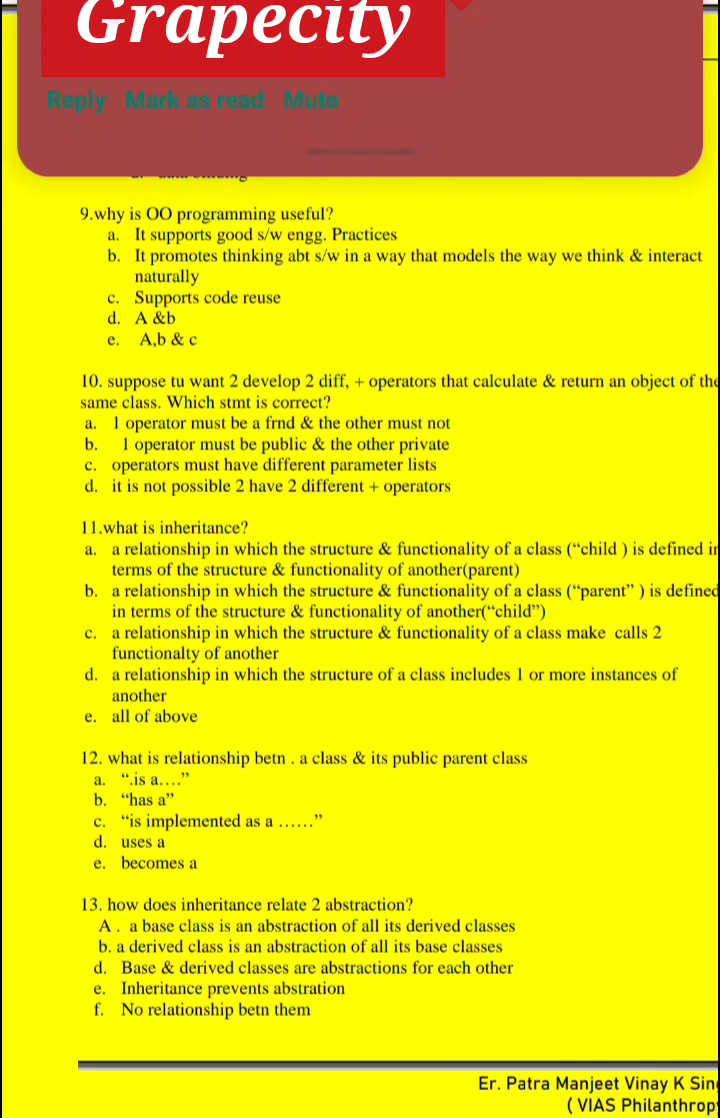 Grapecity
Reply Mark as read Mute
9.why is OO programming useful?
a. It supports good s/w engg. Practices
b. It promotes thinking abt s/w in a way that models the way we think & interact
naturally
c. Supports code reuse
d. A &b
e. A,b & c
10. suppose tu want 2 develop 2 diff, + operators that calculate & return an object of the
same class. Which stmt is correct?
a. 1 operator must be a frnd & the other must not
b. 1 operator must be public & the other private
c. operators must have different parameter lists
d. it is not possible 2 have 2 different + operators
11.what is inheritance?
a. a relationship in which the structure & functionality of a class (“child ) is defined in
terms of the structure & functionality of another(parent)
b. a relationship in which the structure & functionality of a class (“parent” ) is defined
in terms of the structure & functionality of another(“child”)
c. a relationship in which the structure & functionality of a class make calls 2
functionalty of another
d. a relationship in which the structure of a class includes 1 or more instances of
another
e. all of above
12. what is relationship betn . a class & its public parent class
a. “.is a….”
b. “has a”
c. “is implemented as a ……”
d. uses a
e. becomes a
13. how does inheritance relate 2 abstraction?
A . a base class is an abstraction of all its derived classes
b. a derived class is an abstraction of all its base classes
d. Base & derived classes are abstractions for each other
e. Inheritance prevents abstration
f. No relationship betn them
Er. Patra Manjeet Vinay K Sin
( VIAS Philanthrop